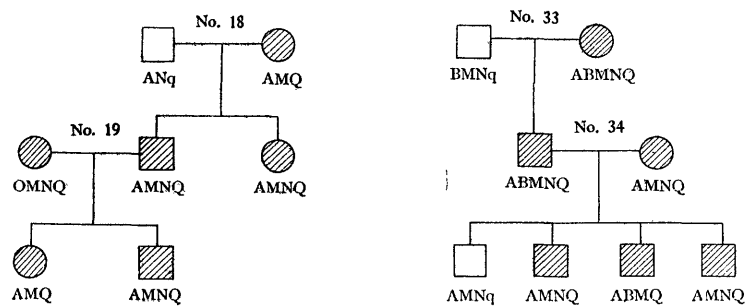 No. 18
ANq
AMQ
No. 19
OMNQ
AMNQ
AMNQ
AMQ
AMNQ
No. 33
BMNq
ABMNQ
No. 34
ABMNQ
AMNQ
AMNq
AMNQ
ABMQ
AMNQ